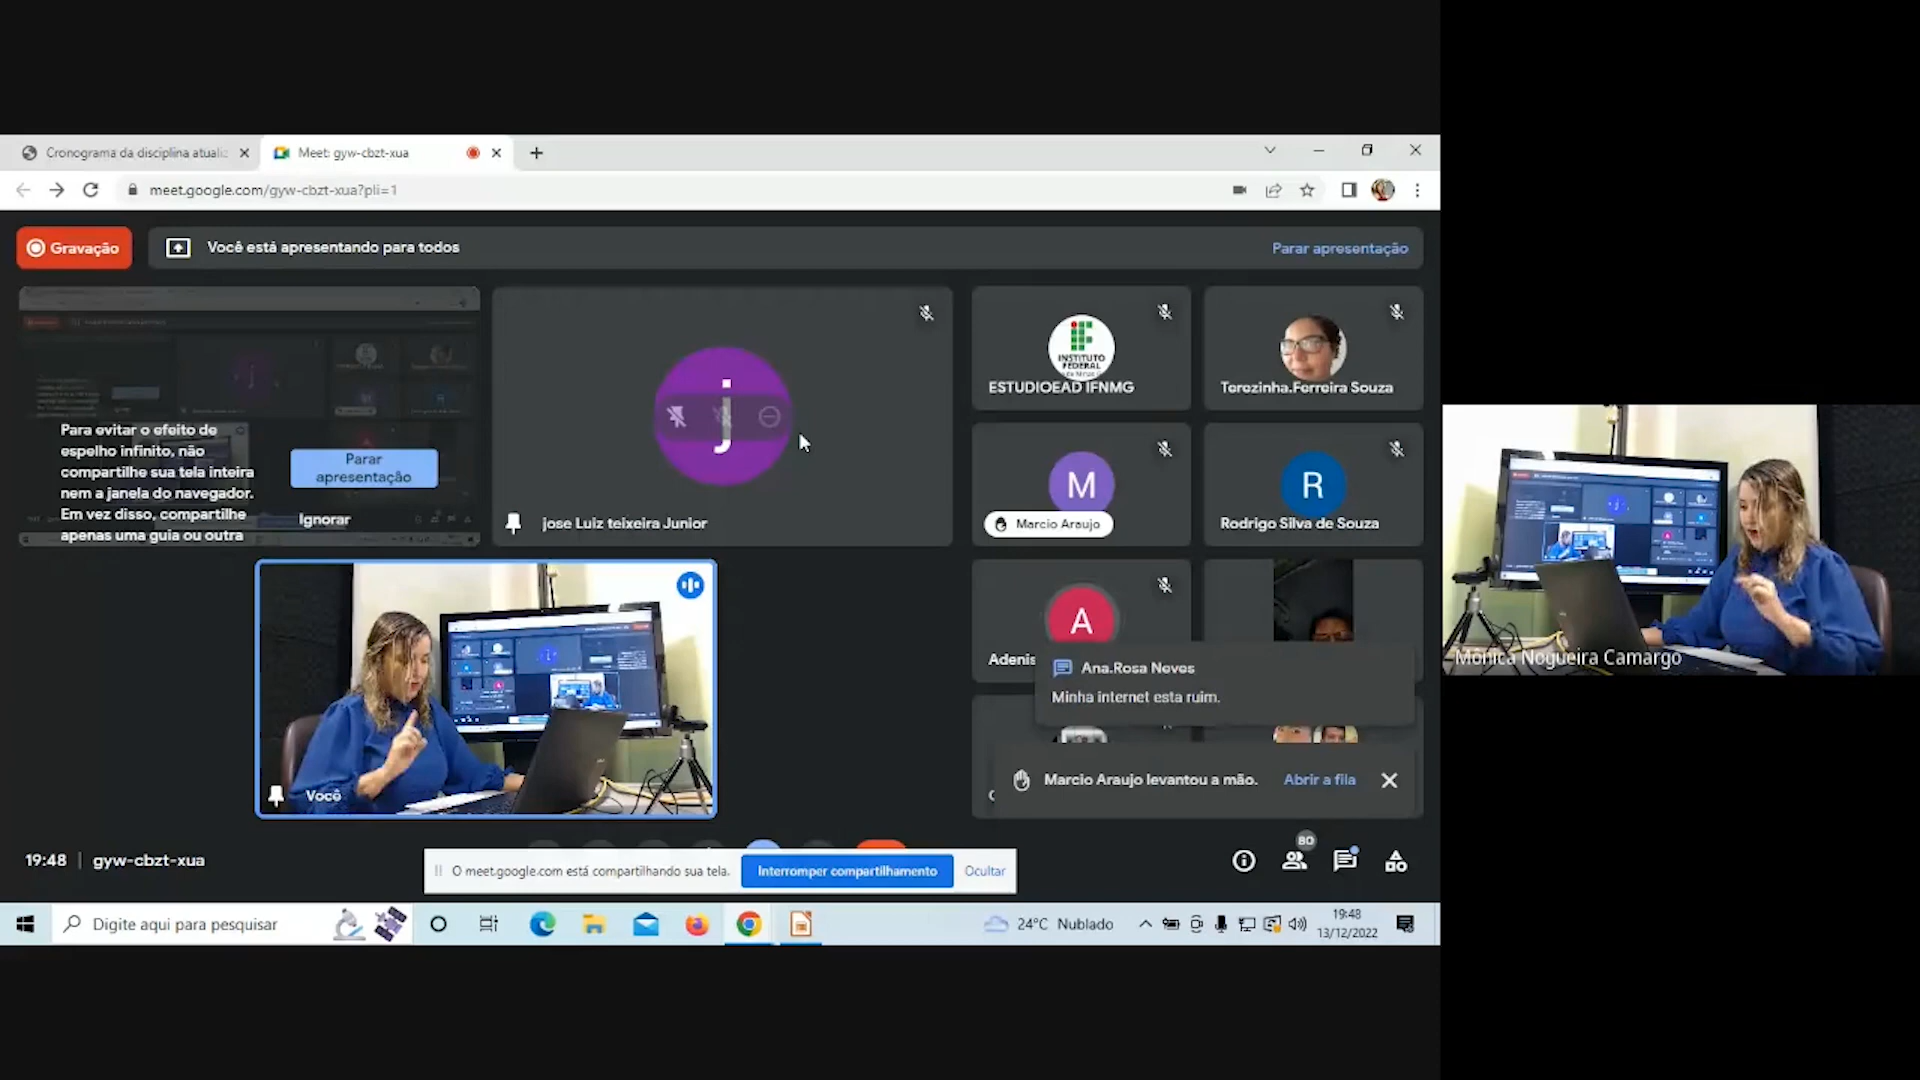 Cronograma da disciplina atualiz
Meet: gyw-cbzt-xua
meet.google.com/gyw-cbzt-xua?pli=1
Gravação
Você está apresentando para todos
Parar apresentação
Para evitar o efeito de
espelho infinito, não
compartilhe sua tela inteira
nem a janela do navegador.
Em vez disso, compartilhe
apenas uma guia ou outra
Parar
apresentação
Ignorar
j
jose Luiz teixeira Junior
INSTITUTO
FEDERAL
ESTUDIOEAD IFNMG
Terezinha.Ferreira Souza
M
Marcio Araujo
R
Rodrigo Silva de Souza
A
Adenis
Ana.Rosa Neves
Minha internet esta ruim.
Marcio Araujo levantou a mão.
Abrir a fila
Você
Mônica Nogueira Camargo
19:48
gyw-cbzt-xua
80
O meet.google.com está compartilhando sua tela.
Interromper compartilhamento
Ocultar
Digite aqui para pesquisar
24°C Nublado
19:48
13/12/2022